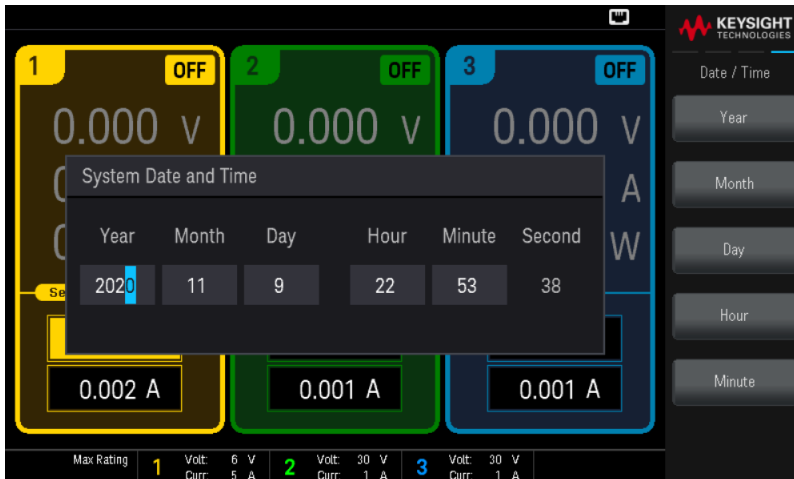 KEYSIGHT
TECHNOLOGIES
1 OFF 2 OFF 3 OFF
Date / Time
0.000 V 0.000 V 0.000 V
Year
System Date and Time
A
Month
Year Month Day Hour Minute Second
W
Day
2020 11 9 22 53 38
Se
Hour
0.002 A 0.001 A 0.001 A
Minute
Max Rating 1 Volt: 6 V 2 Volt: 30 V 3 Volt: 30 V
Curr: 5 A Curr: 1 A Curr: 1 A